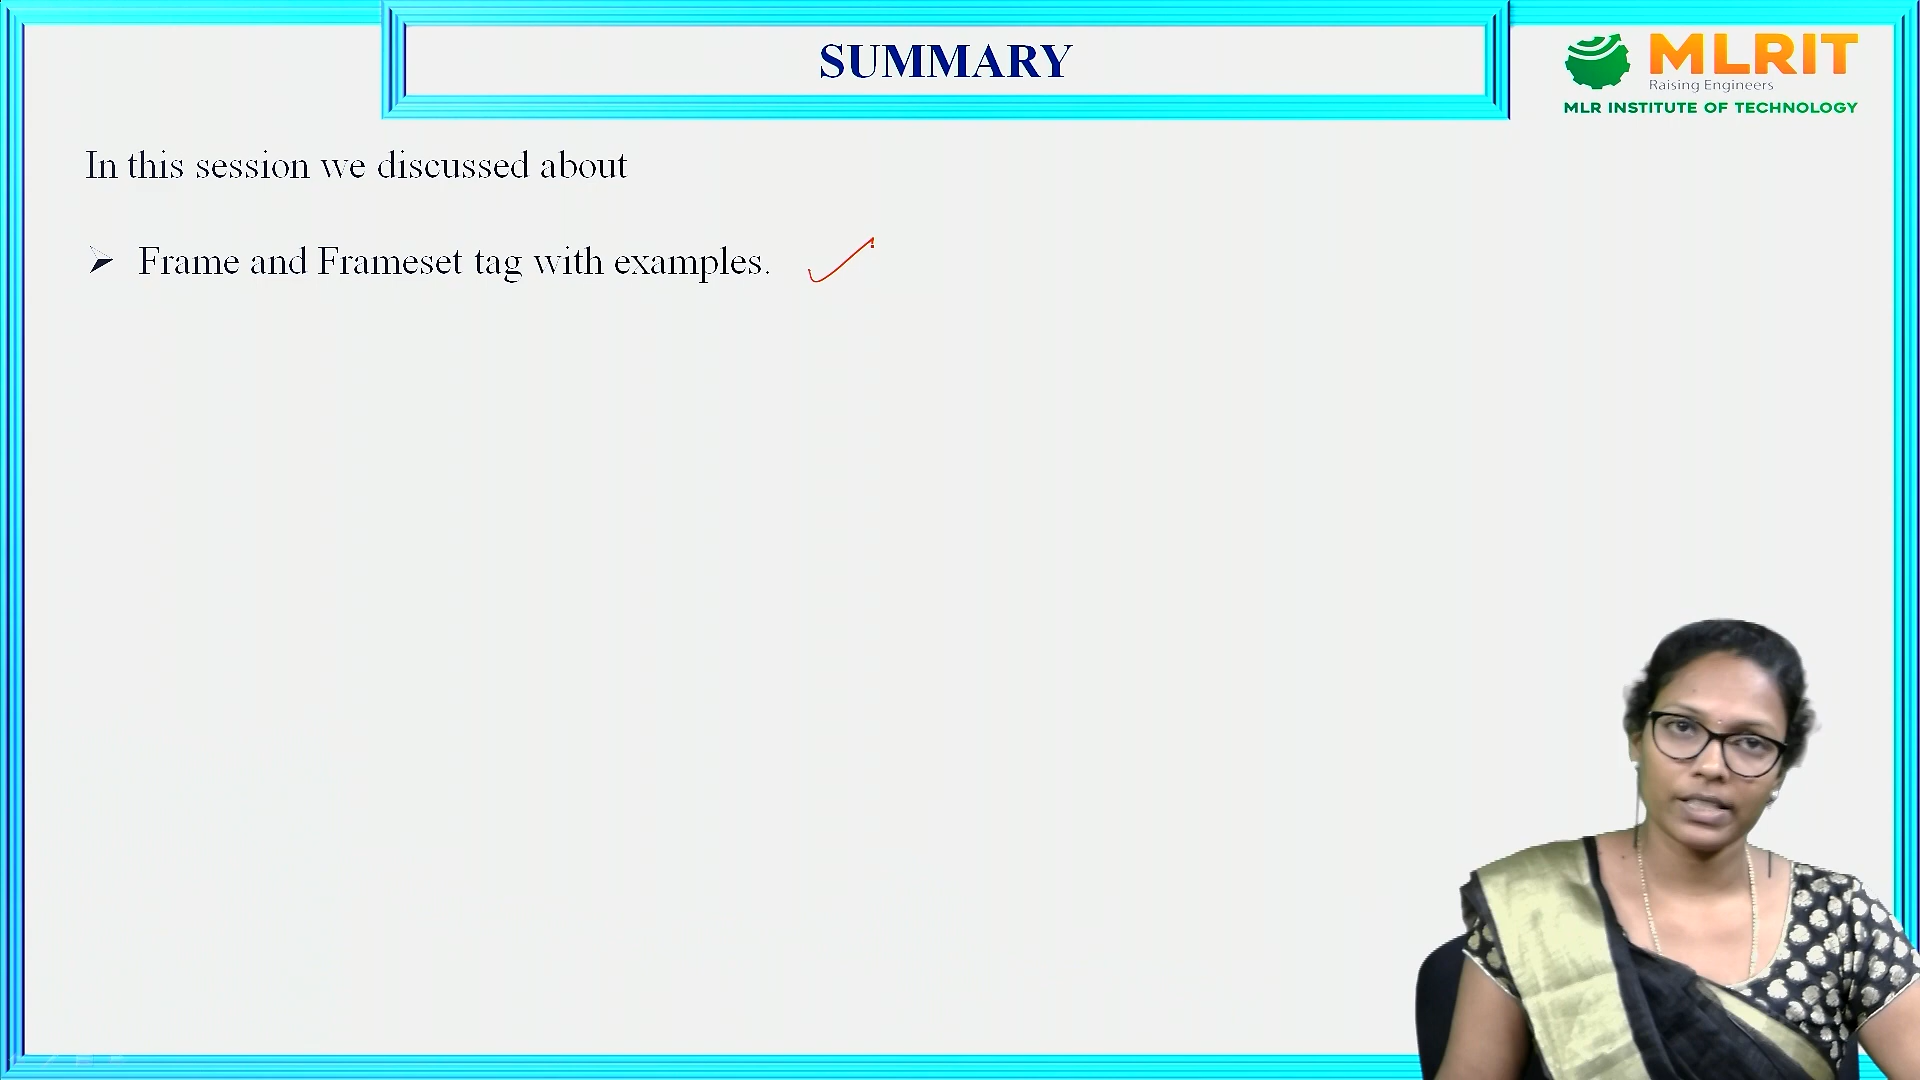 SUMMARY
MLRIT
Raising Engineers
MLR INSTITUTE OF TECHNOLOGY
In this session we discussed about
Frame and Frameset tag with examples.